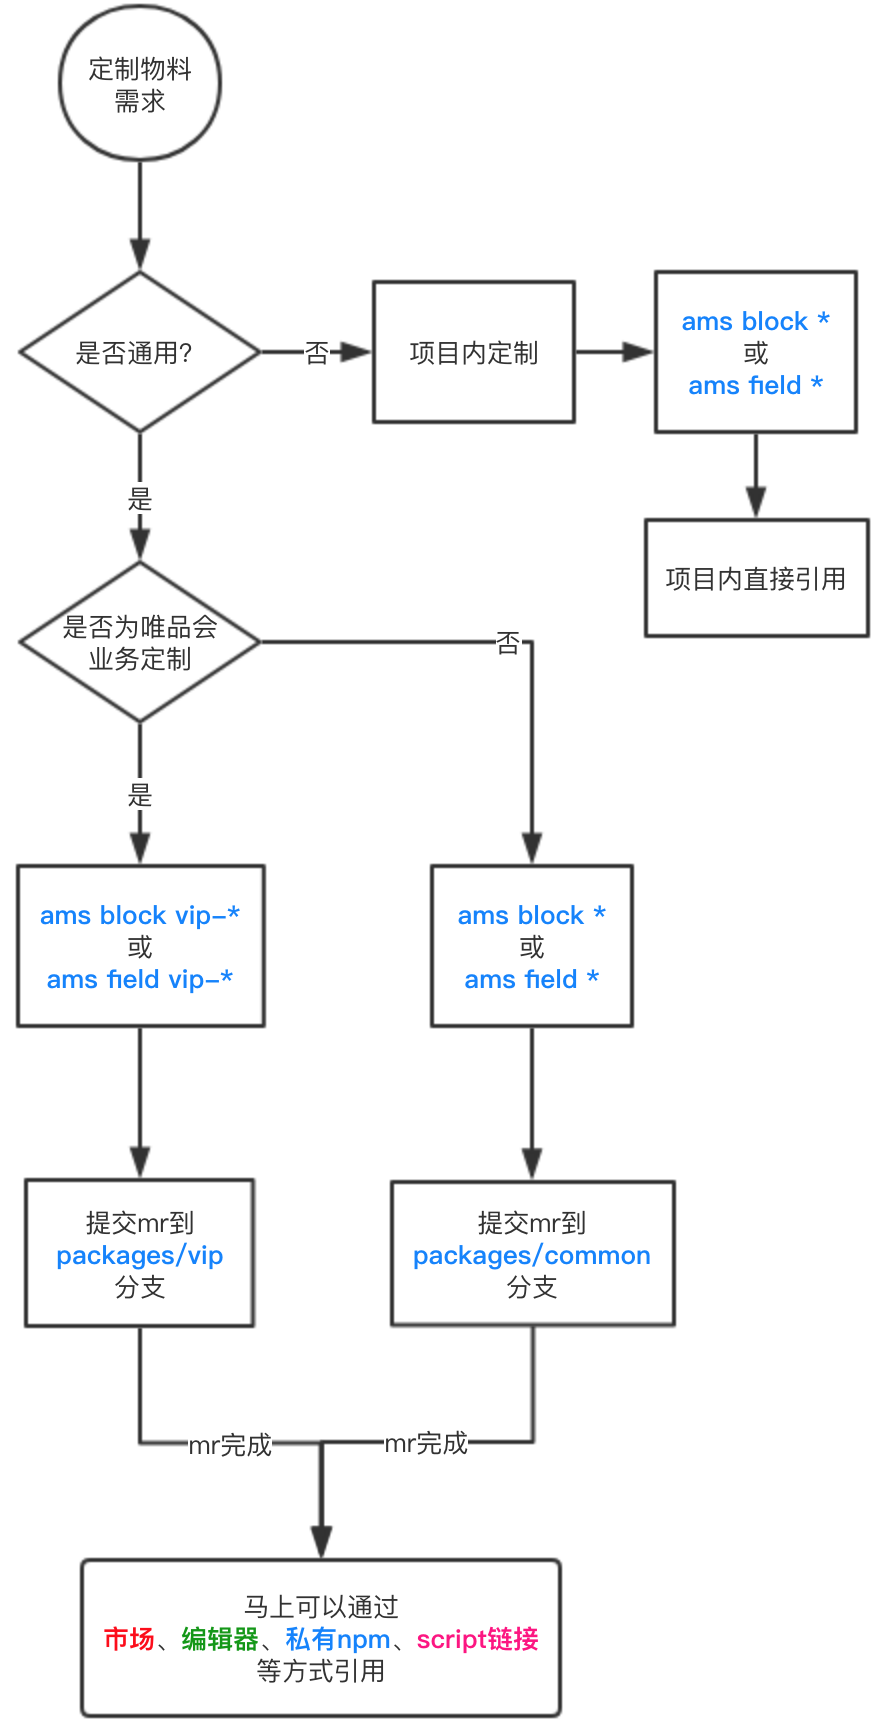 定制物料
需求
是否通用?
否
项目内定制
ams block *
或
ams field *
项目内直接引用
是
是否为唯品会
业务定制
否
是
ams block vip-*
或
ams field vip-*
ams block *
或
ams field *
提交mr到
packages/vip
分支
提交mr到
packages/common
分支
mr完成
mr完成
马上可以通过
市场、编辑器、私有npm、script链接
等方式引用